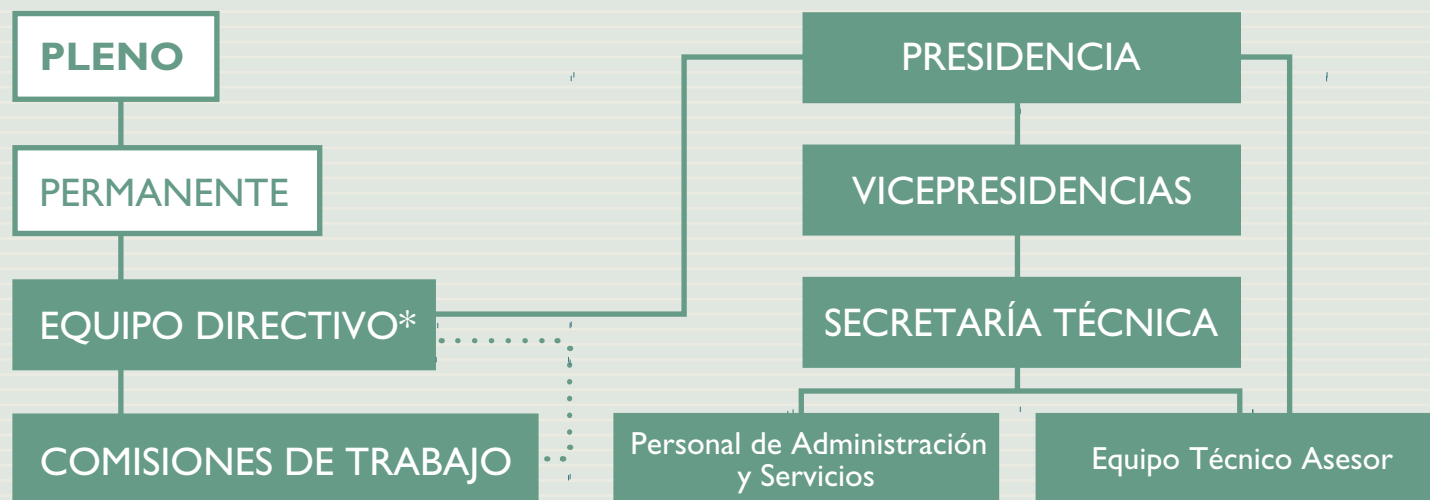 PLENO
PERMANENTE
EQUIPO DIRECTIVO*
COMISIONES DE TRABAJO
PRESIDENCIA
VICEPRESIDENCIAS
SECRETARÍA TÉCNICA
Personal de Administración
y Servicios
Equipo Técnico Asesor